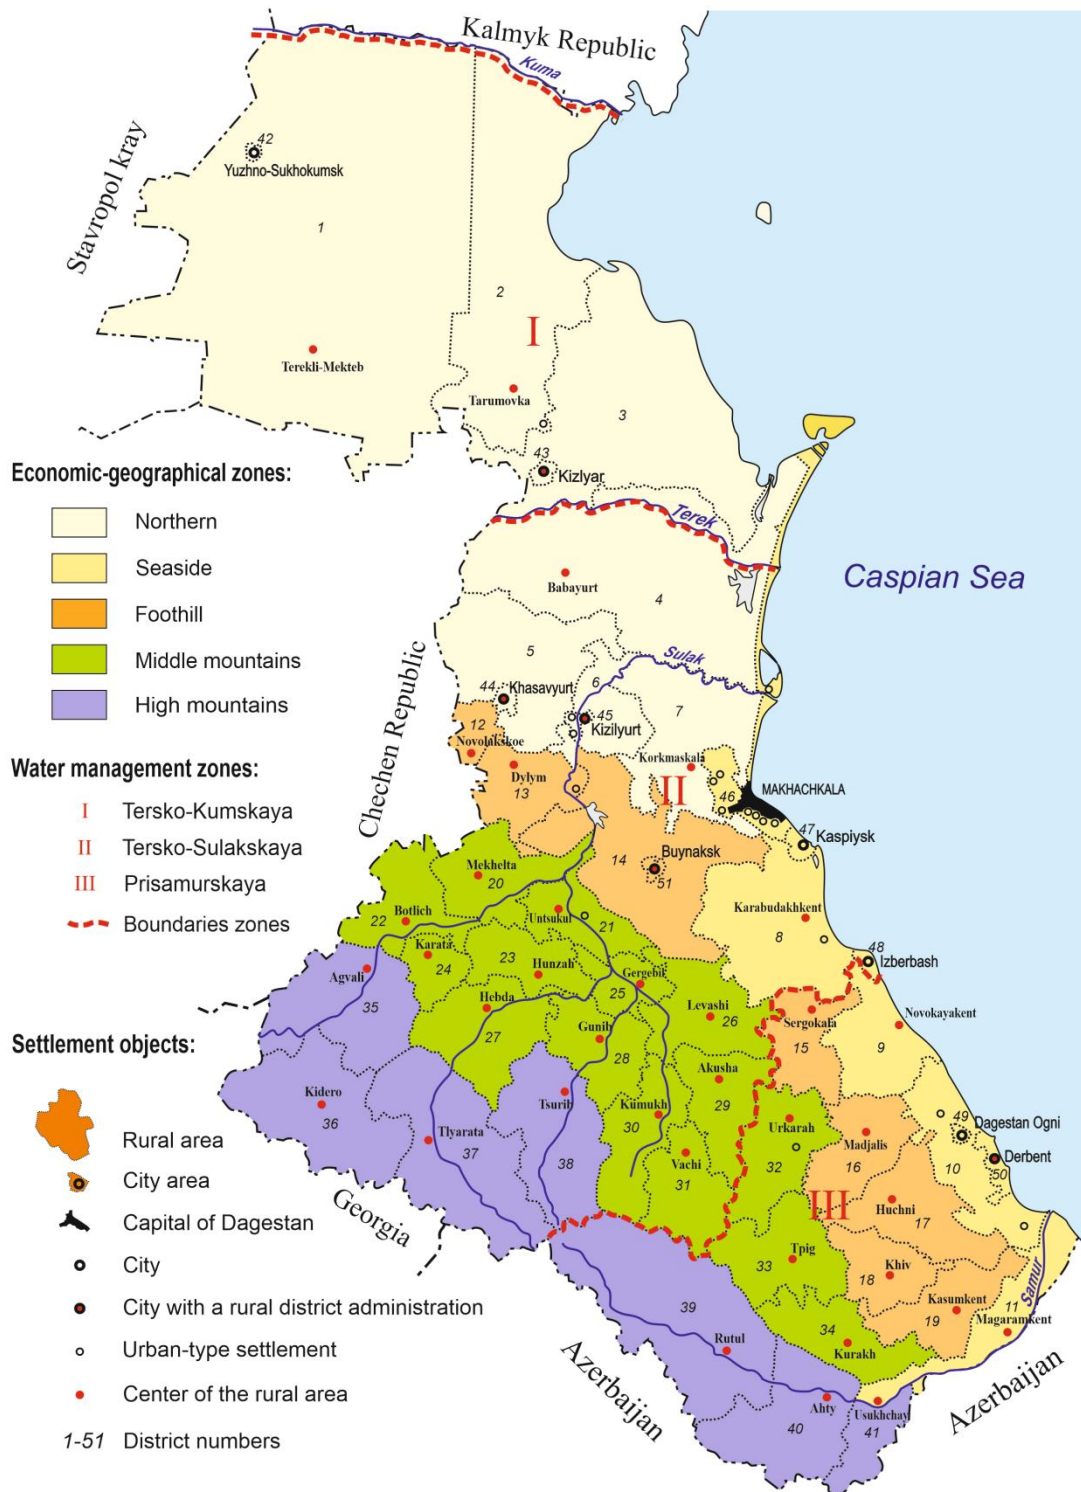 Kalmyk Republic
Kuma
42
Yuzhno-Sukhokumsk
Stavropol kray
1
2
I
Terekli-Mekteb
Tarumovka
3
43
Kizlyar
Economic-geographical zones:
Northern
Seaside
Foothill
Middle mountains
High mountains
Terek
Caspian Sea
Babayurt
4
5
Sulak
6
44
Khasavyurt
45
Kizilyurt
7
Chechen Republic
12
Novolakskoe
Dylym
13
Korkmaskala
II
46
MAKHACHKALA
47
Kaspiysk
Water management zones:
I Tersko-Kumskaya
II Tersko-Sulakskaya
III Prisamurskaya
Boundaries zones
14
Buynaksk
51
Mekhelta
20
Botlich
22
Untsukul
21
Karabudakhkent
8
48
Izberbash
Karata
24
23
Hunzah
Gergebil
25
Agvali
35
Hebda
27
Gunib
28
Levashi
26
Sergokala
15
Novokayakent
9
Akusha
29
Settlement objects:
Rural area
City area
Capital of Dagestan
City
City with a rural district administration
Urban-type settlement
Center of the rural area
1-51 District numbers
Kidero
36
Tsurib
Kumukh
30
Tlyarata
37
38
Vachi
31
Urkarah
32
Madjalis
16
49
Dagestan Ogni
10
Derbent
50
III
Huchni
17
Georgia
Tpig
33
Khiv
18
Kasumkent
19
11
Magaramkent
Samur
39
Rutul
34
Kurakh
Azerbaijan
Ahty
40
Usukhchay
41
Azerbaijan